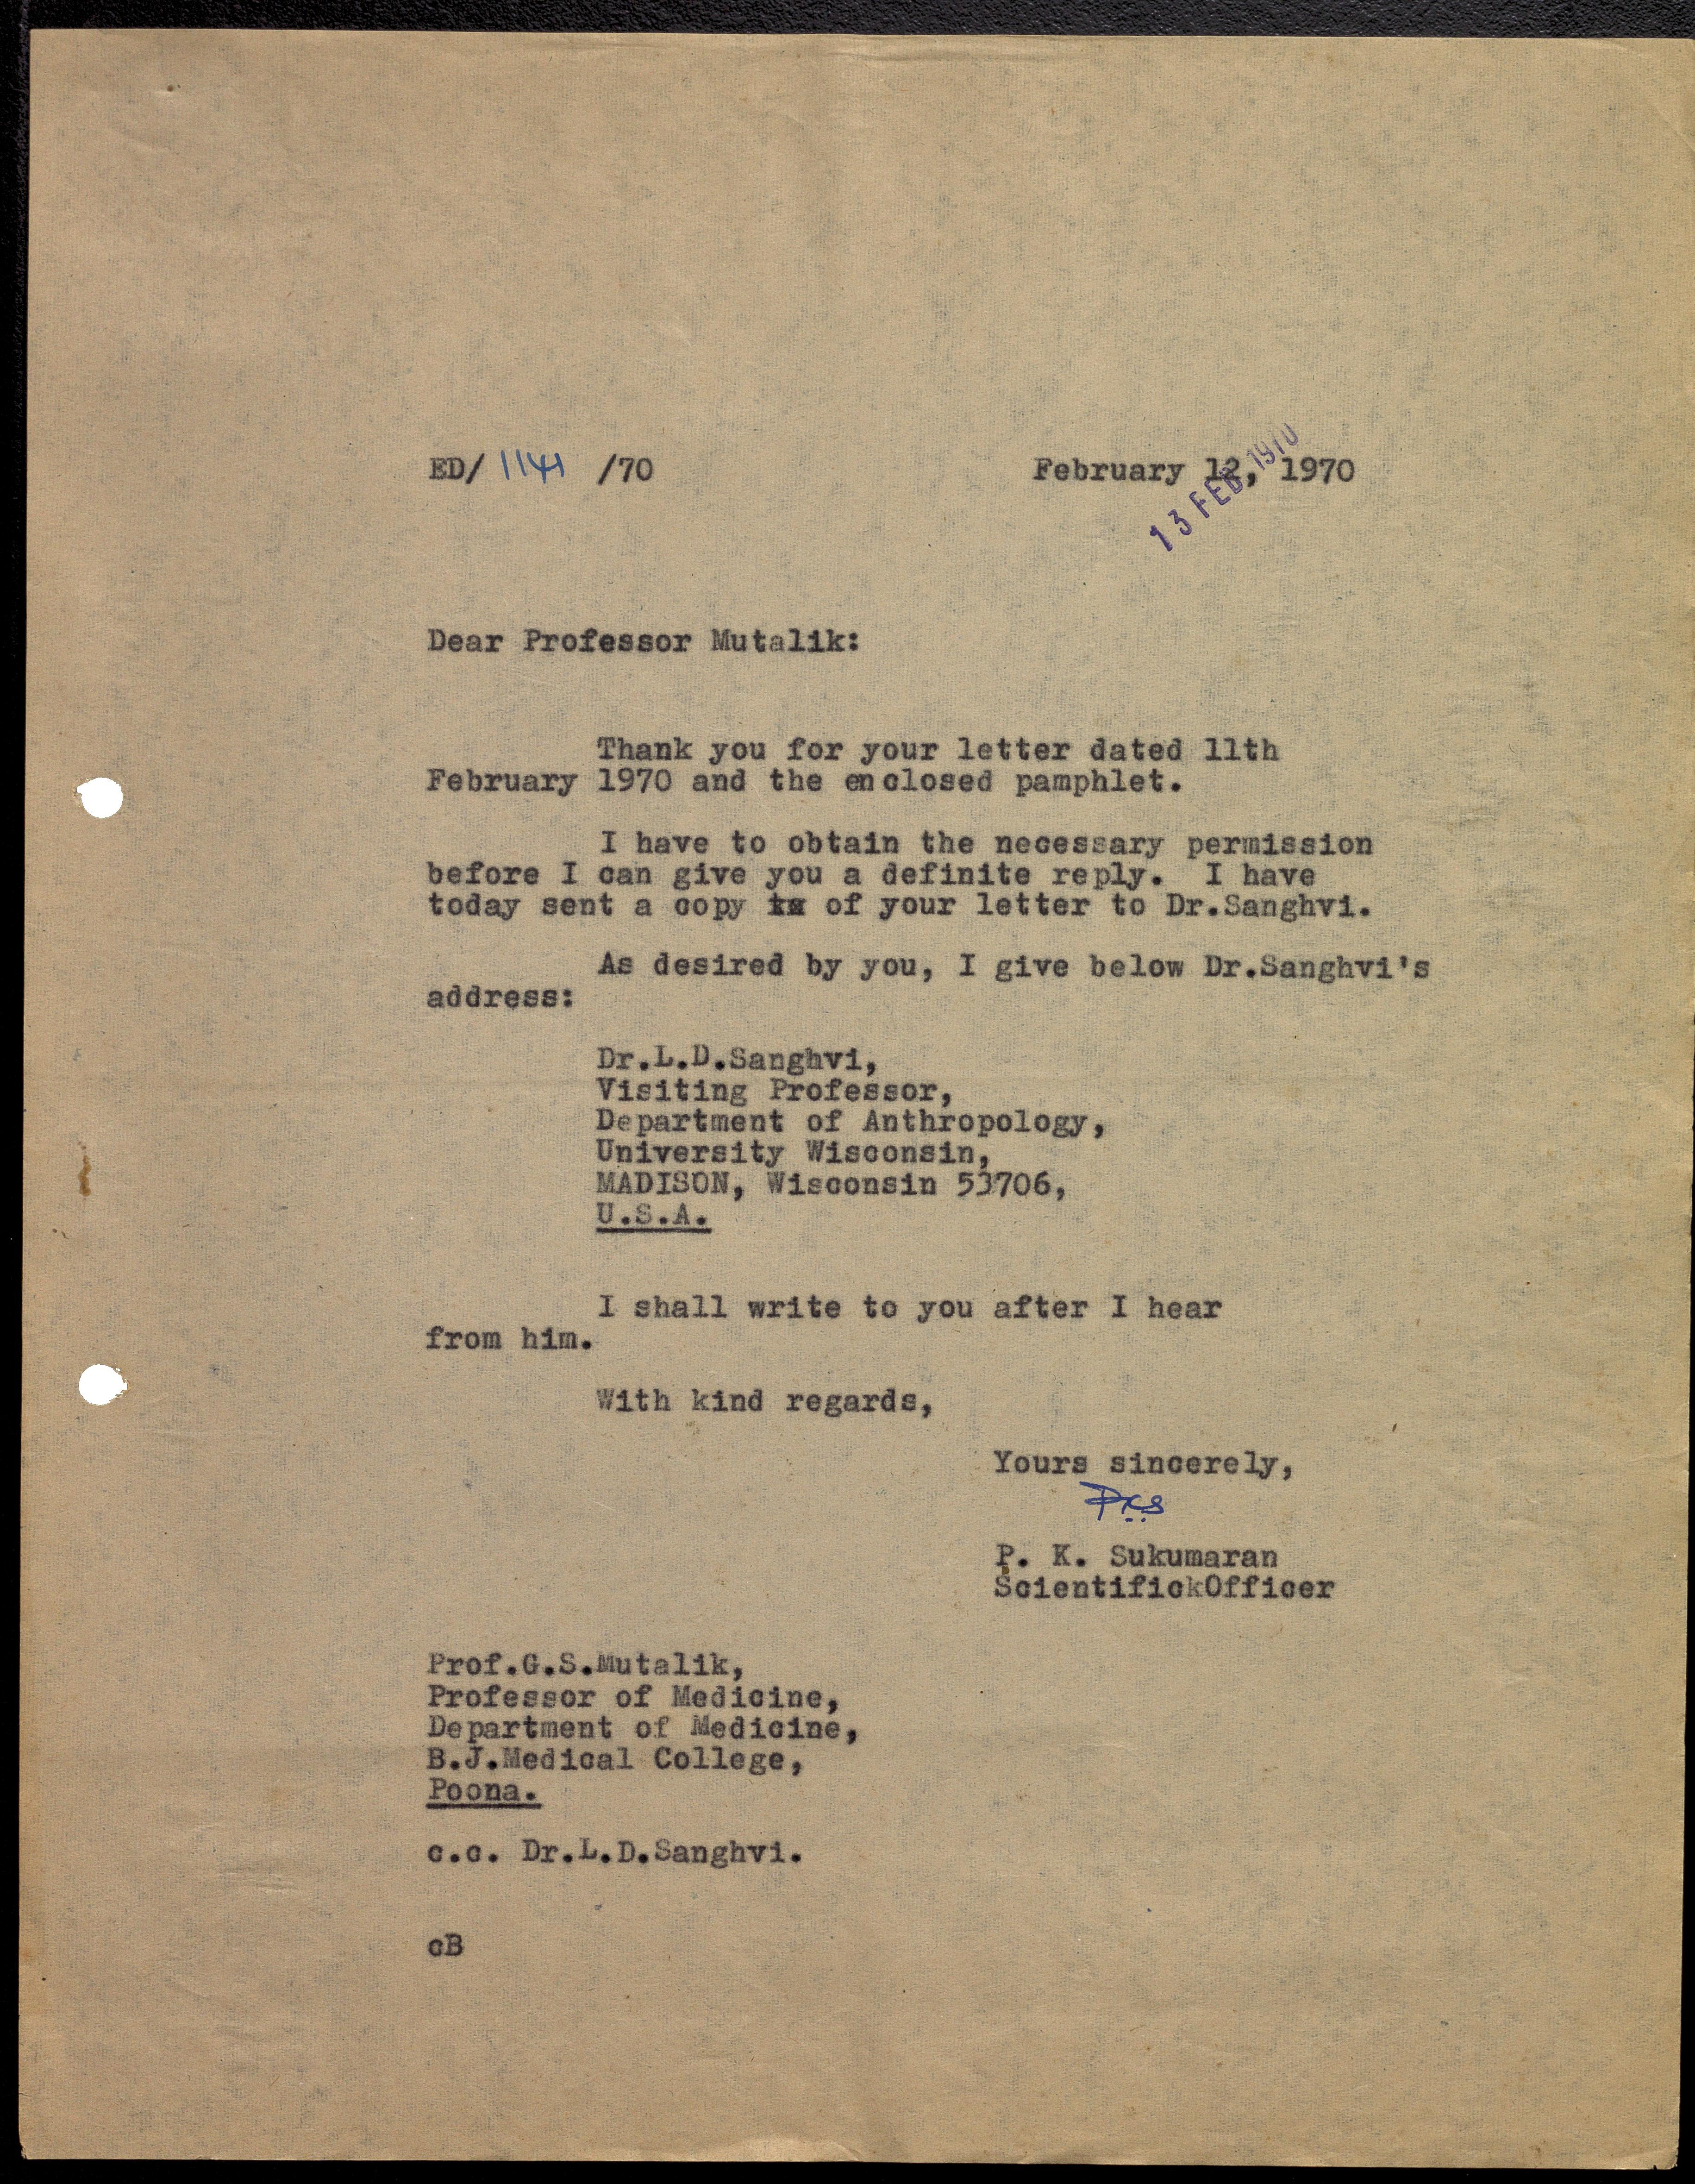 ED/ 1141 /70 February 12, 1970
13 FEB 1970
Dear Professor Mutalik:
Thank you for your letter dated 11th
February 1970 and the enclosed pamphlet.
I have to obtain the necessary permission
before I can give you a definite reply. I have
today sent a copy of your letter to Dr.Sanghvi.
As desired by you, I give below Dr.Sanghvi's
address:
Dr.L.D.Sanghvi,
Visiting Professor,
Department of Anthropology,
University Wisconsin,
MADISON, Wisconsin 53706,
U.S.A.
I shall write to you after I hear
from him.
With kind regards,
Yours sincerely,
PKS
P. K. Sukumaran
ScientifickOfficer
Prof.G.S.Mutalik,
Professor of Medicine,
Department of Medicine,
B.J.Medical College,
Poona.
c.c. Dr.L.D.Sanghvi.
cB